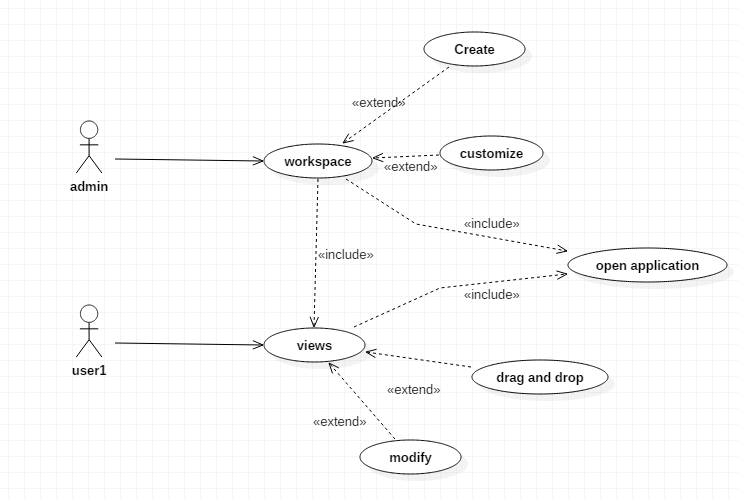 Create
«extend»
customize
workspace
«extend»
admin
«include»
«include»
open application
«include»
views
user1
drag and drop
«extend»
«extend»
modify